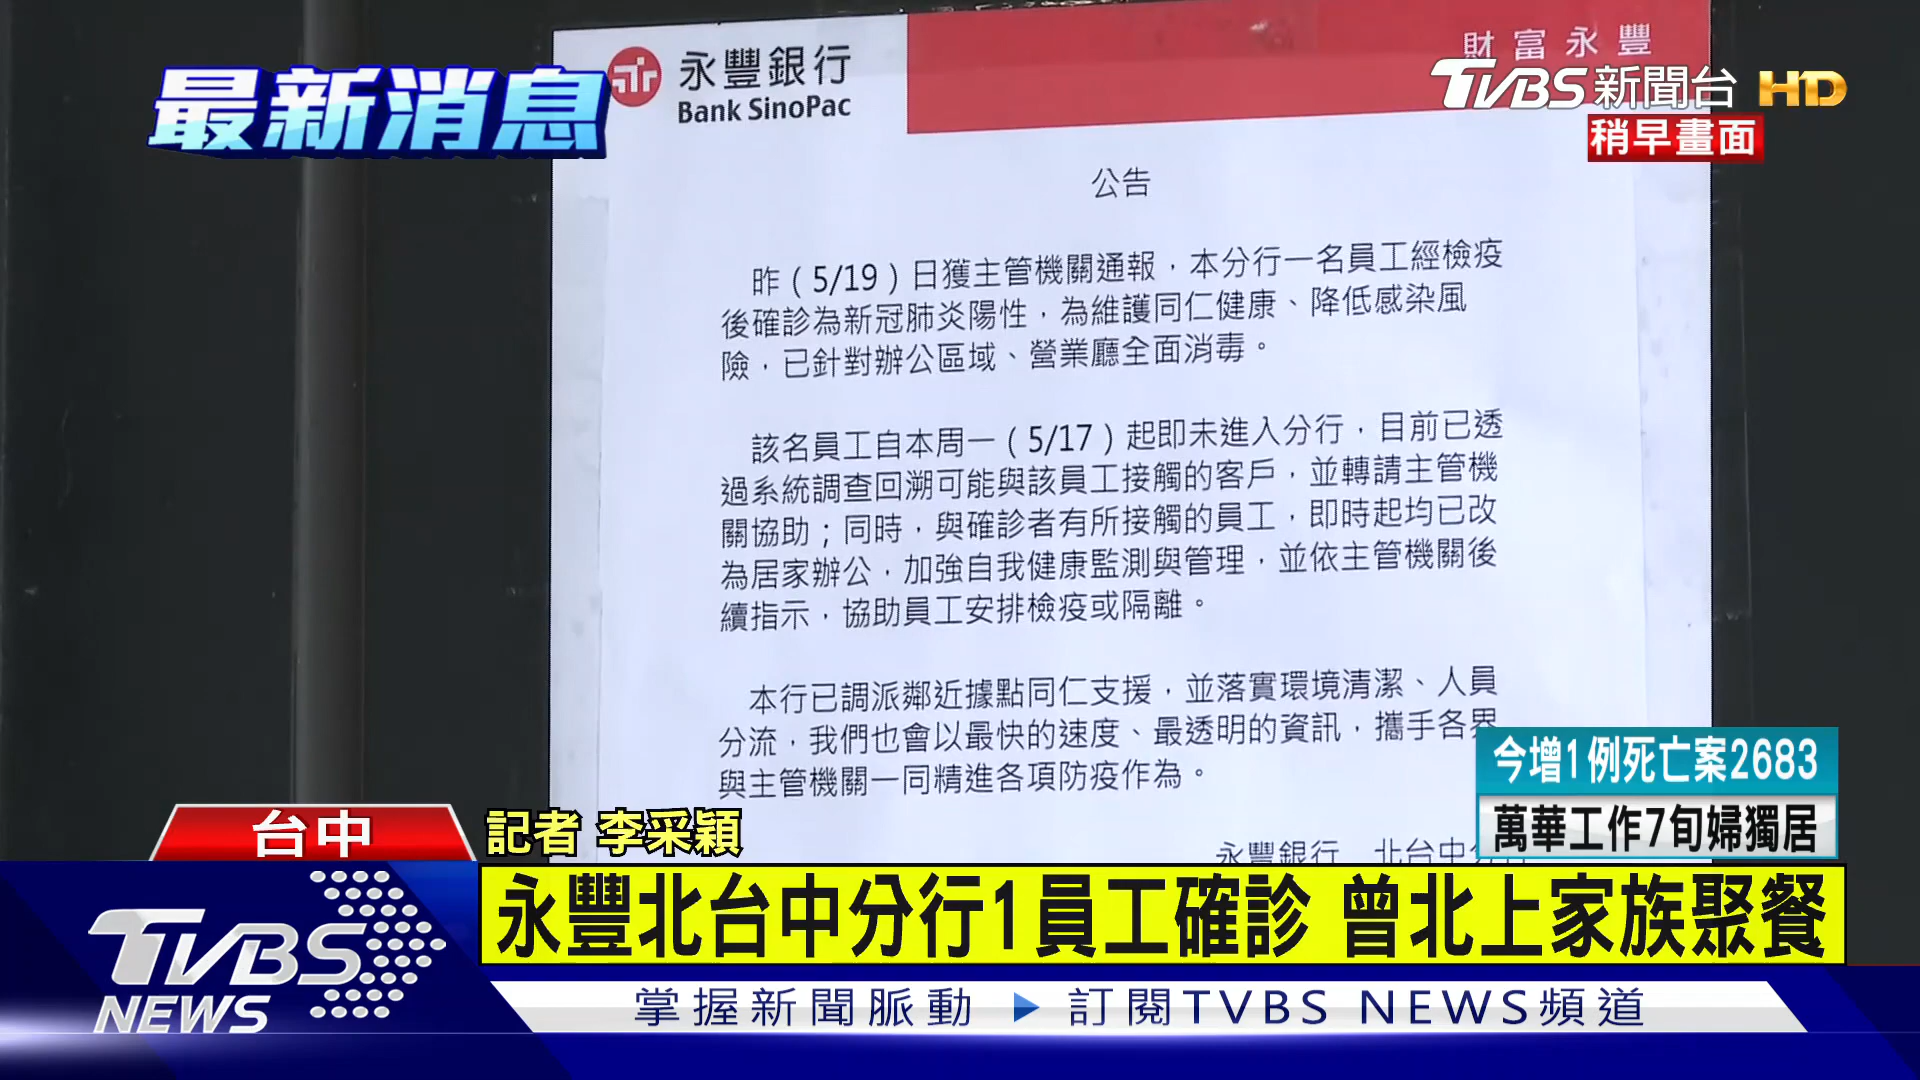 最新消息
永豐銀行
Bank SinoPac
財富永豐
TVBS新聞台 HD
稍早畫面
公告
昨（5/19）日獲主管機關通報，本分行一名員工經檢疫
後確診為新冠肺炎陽性，為維護同仁健康、降低感染風
險，已針對辦公區域、營業廳全面消毒。
該名員工自本周一（5/17）起即未進入分行，目前已透
過系統調查回溯可能與該員工接觸的客戶，並轉請主管機
關協助；同時，與確診者有所接觸的員工，即時起均已改
為居家辦公，加強自我健康監測與管理，並依主管機關後
續指示，協助員工安排檢疫或隔離。
本行已調派鄰近據點同仁支援，並落實環境清潔、人員
分流，我們也會以最快的速度、最透明的資訊，攜手各界
與主管機關一同精進各項防疫作為。
永豐銀行 北台中分行
今增1例死亡案2683
萬華工作7旬婦獨居
台中
記者 李采穎
永豐北台中分行1員工確診 曾北上家族聚餐
TVBS
NEWS
掌握新聞脈動 ▶ 訂閱TVBS NEWS頻道